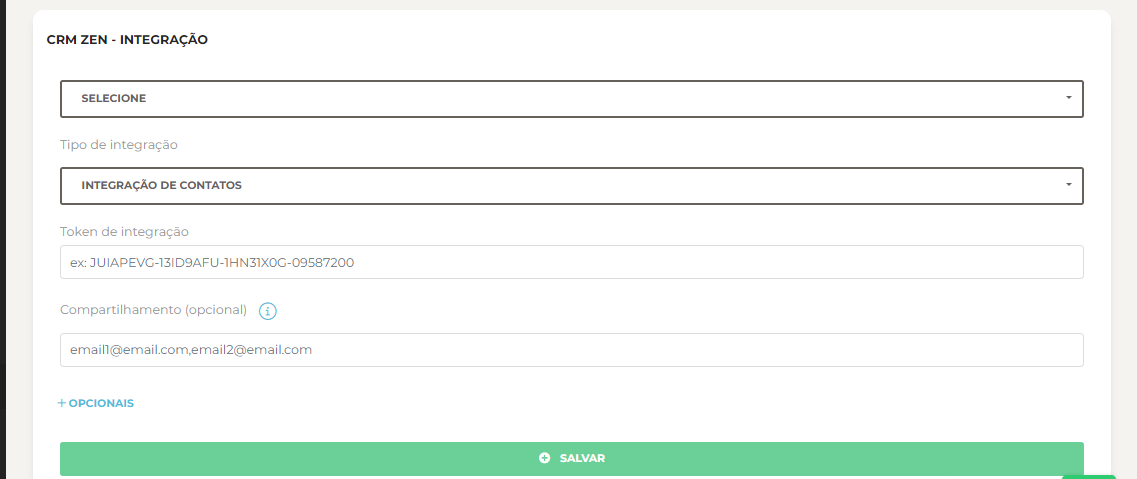 CRM ZEN - INTEGRAÇÃO
SELECIONE
Tipo de integração
INTEGRAÇÃO DE CONTATOS
Token de integração
ex: JUIAPEVG-13ID9AFU-1HN31X0G-09587200
Compartilhamento (opcional)
email1@email.com,email2@email.com
+ OPCIONAIS
SALVAR